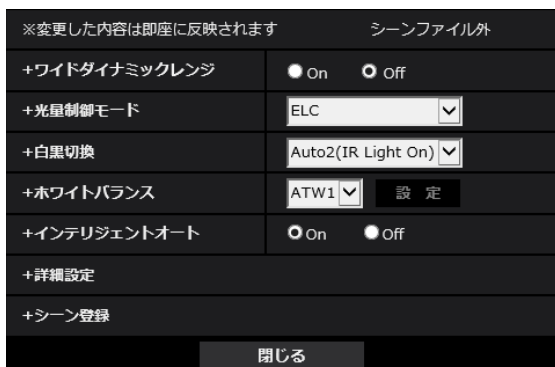 ※変更した内容は即座に反映されます シーンファイル外
+ワイドダイナミックレンジ On Off
+光量制御モード ELC
+白黒切換 Auto2(IR Light On)
+ホワイトバランス ATW1 設 定
+インテリジェントオート On Off
+詳細設定
+シーン登録
閉じる